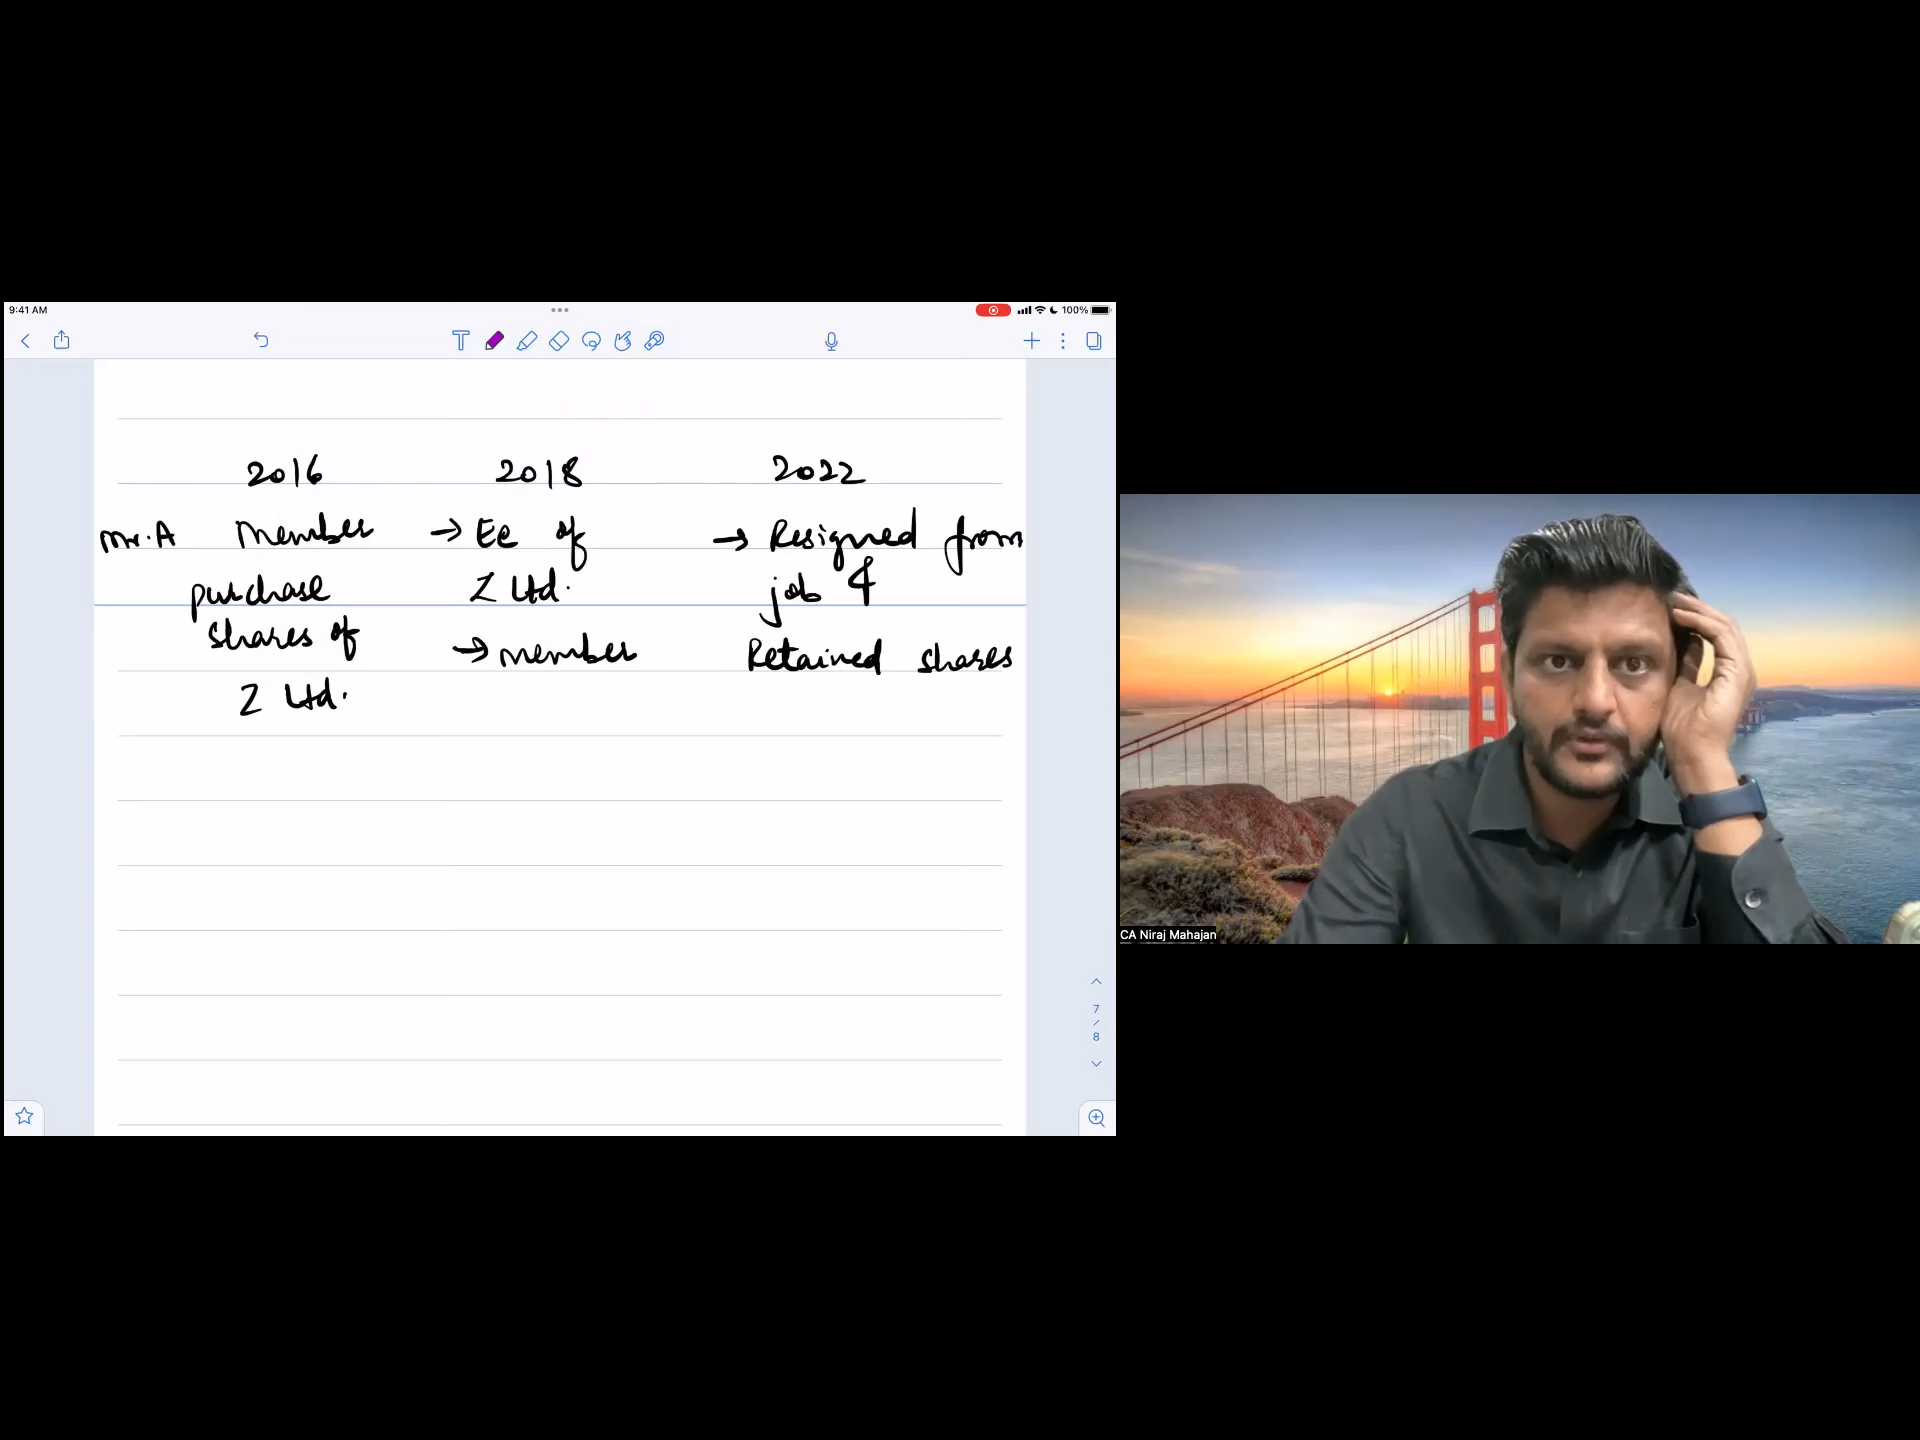 9:41 AM
100%
2016 2018 2022
Mr. A Member → Ee of → Resigned from
purchase Z Ltd. job &
shares of → member Retained shares
Z Ltd.
CA Niraj Mahajan
7
/
8